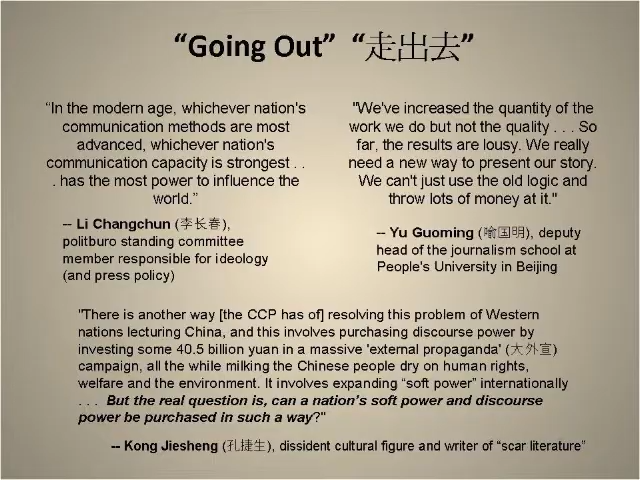 “Going Out” “走出去”
“In the modern age, whichever nation's
communication methods are most
advanced, whichever nation's
communication capacity is strongest . .
. has the most power to influence the
world.”
-- Li Changchun (李长春),
politburo standing committee
member responsible for ideology
(and press policy)
"We've increased the quantity of the
work we do but not the quality . . . So
far, the results are lousy. We really
need a new way to present our story.
We can't just use the old logic and
throw lots of money at it."
-- Yu Guoming (喻国明), deputy
head of the journalism school at
People's University in Beijing
"There is another way [the CCP has of] resolving this problem of Western
nations lecturing China, and this involves purchasing discourse power by
investing some 40.5 billion yuan in a massive 'external propaganda' (大外宣)
campaign, all the while milking the Chinese people dry on human rights,
welfare and the environment. It involves expanding “soft power” internationally
. . . . But the real question is, can a nation's soft power and discourse
power be purchased in such a way?"
-- Kong Jiesheng (孔捷生), dissident cultural figure and writer of “scar literature”